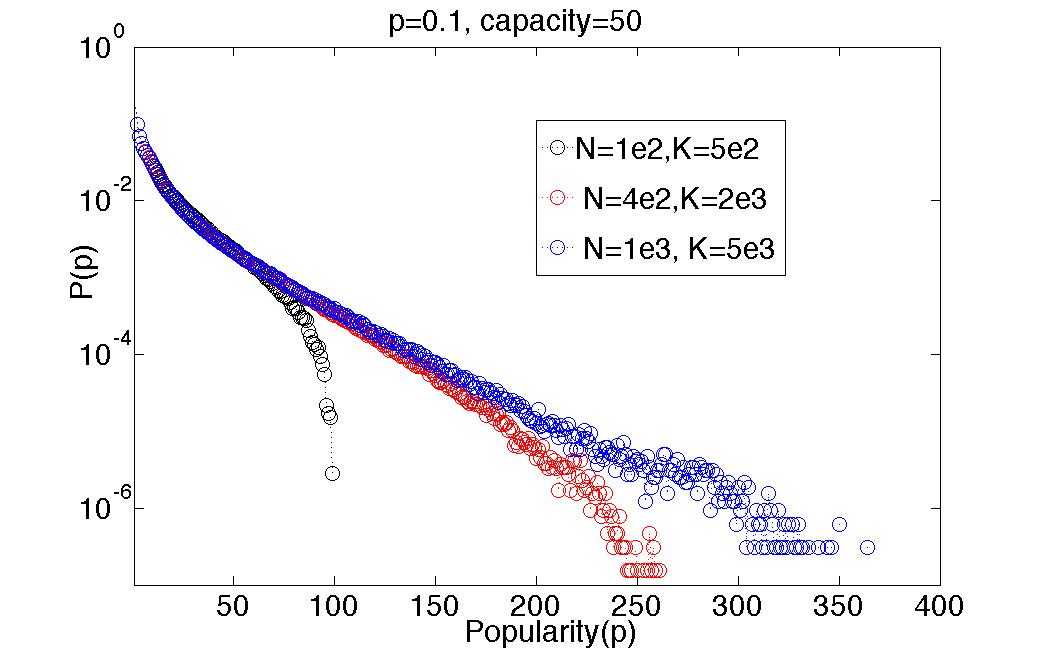 p=0.1, capacity=50
10^0
10^-2
10^-4
10^-6
P(p)
N=1e2,K=5e2
N=4e2,K=2e3
N=1e3, K=5e3
50 100 150 200 250 300 350 400
Popularity(p)